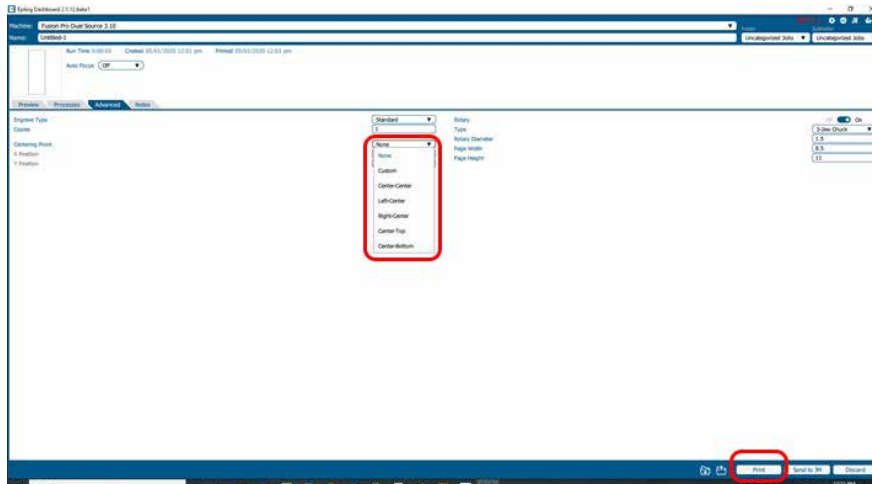 Epilog Dashboard 2.1.12.beta1
Machine: Fusion Pro Dual Source 3.10
Name: Untitled-1
Folder
Uncategorized Jobs
Uncategorized Jobs
Run Time 0:00:03 Created 05/01/2020 12:01 pm Printed 05/01/2020 12:01 pm
Auto Focus Off
Preview Processes Advanced Notes
Engrave Type Standard
Copies 1
Centering Point None
X-Position
Y-Position
None
Custom
Center-Center
Left-Center
Right-Center
Center-Top
Center-Bottom
Rotary Off On
Type 3-Jaw Chuck
Rotary Diameter 1.5
Page Width 8.5
Page Height 11
Print Send to JM Discard